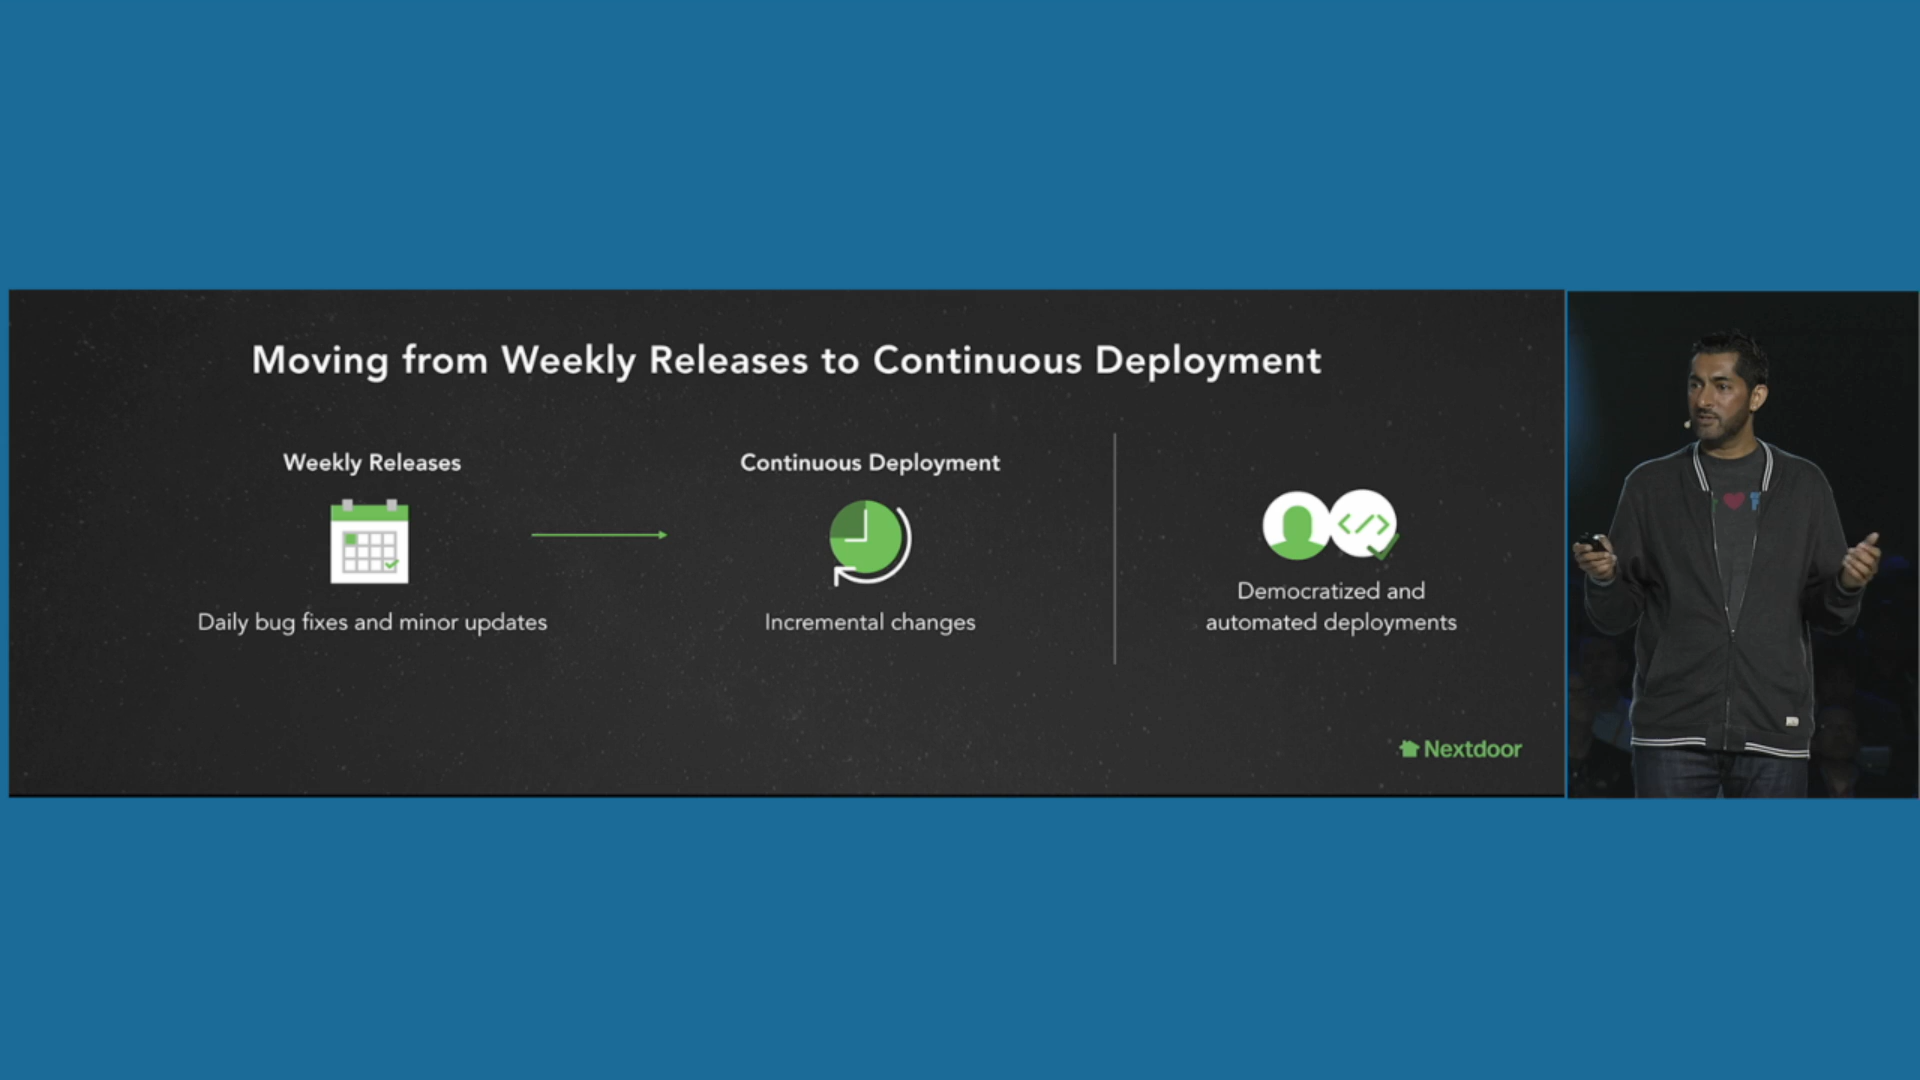 Moving from Weekly Releases to Continuous Deployment
Weekly Releases
Daily bug fixes and minor updates
Continuous Deployment
Incremental changes
Democratized and
automated deployments
Nextdoor